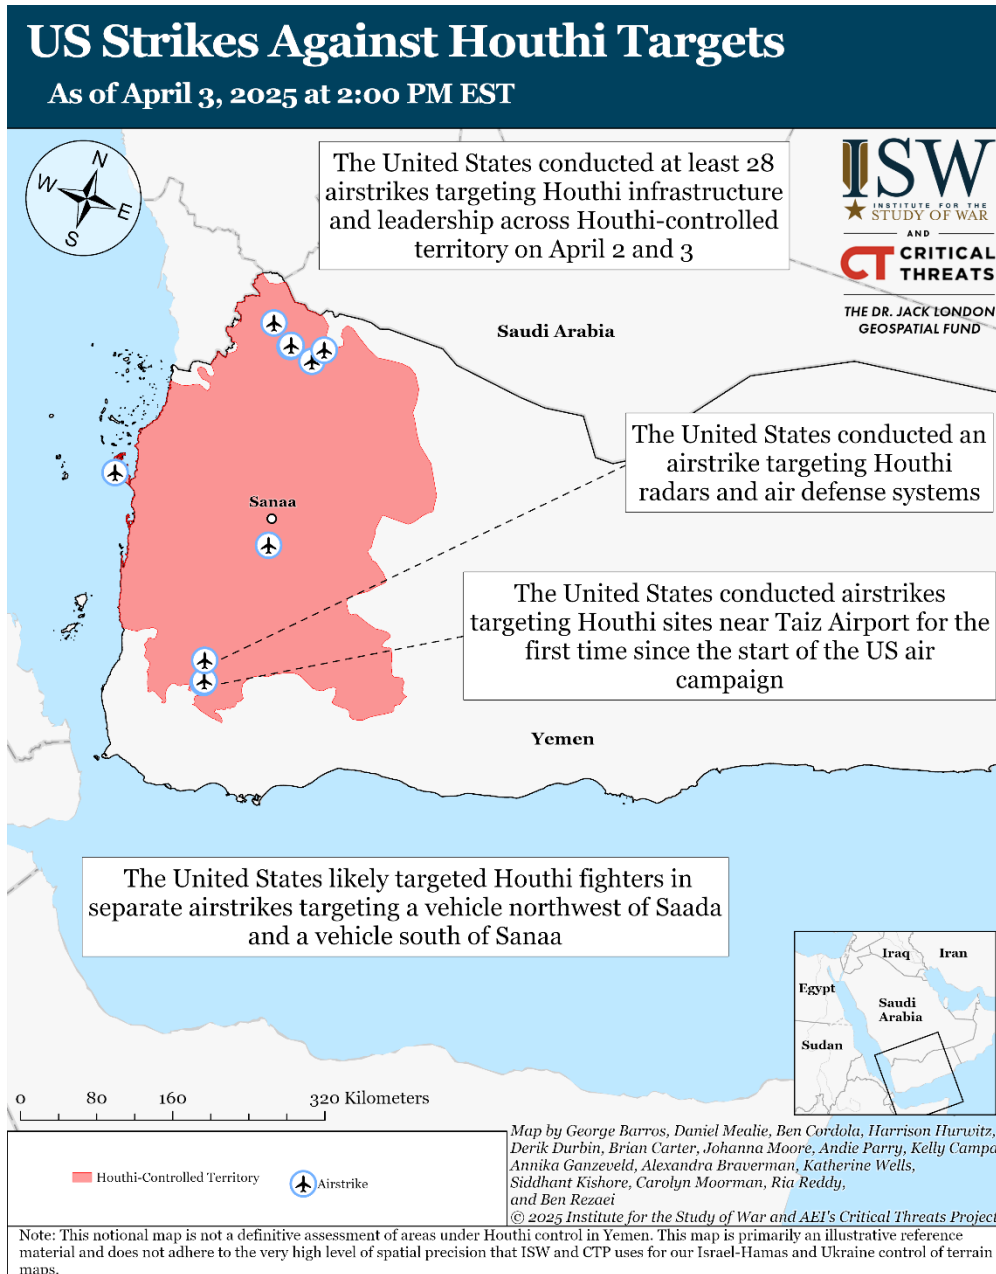 US Strikes Against Houthi Targets
As of April 3, 2025 at 2:00 PM EST
N
W
E
S
The United States conducted at least 28
airstrikes targeting Houthi infrastructure
and leadership across Houthi-controlled
territory on April 2 and 3
ISW
INSTITUTE FOR THE
STUDY OF WAR
AND
CT CRITICAL
THREATS
THE DR. JACK LONDON
GEOSPATIAL FUND
Saudi Arabia
The United States conducted an
airstrike targeting Houthi
radars and air defense systems
Sanaa
The United States conducted airstrikes
targeting Houthi sites near Taiz Airport for the
first time since the start of the US air
campaign
Yemen
The United States likely targeted Houthi fighters in
separate airstrikes targeting a vehicle northwest of Saada
and a vehicle south of Sanaa
Iraq
Iran
Egypt
Saudi
Arabia
Sudan
0 80 160 320 Kilometers
Houthi-Controlled Territory
Airstrike
Map by George Barros, Daniel Mealie, Ben Cordola, Harrison Hurwitz,
Derik Durbin, Brian Carter, Johanna Moore, Andie Parry, Kelly Campa
Annika Ganzeveld, Alexandra Braverman, Katherine Wells,
Siddhant Kishore, Carolyn Moorman, Ria Reddy,
and Ben Rezaei
© 2025 Institute for the Study of War and AEI's Critical Threats Project
Note: This notional map is not a definitive assessment of areas under Houthi control in Yemen. This map is primarily an illustrative reference
material and does not adhere to the very high level of spatial precision that ISW and CTP uses for our Israel-Hamas and Ukraine control of terrain
maps.